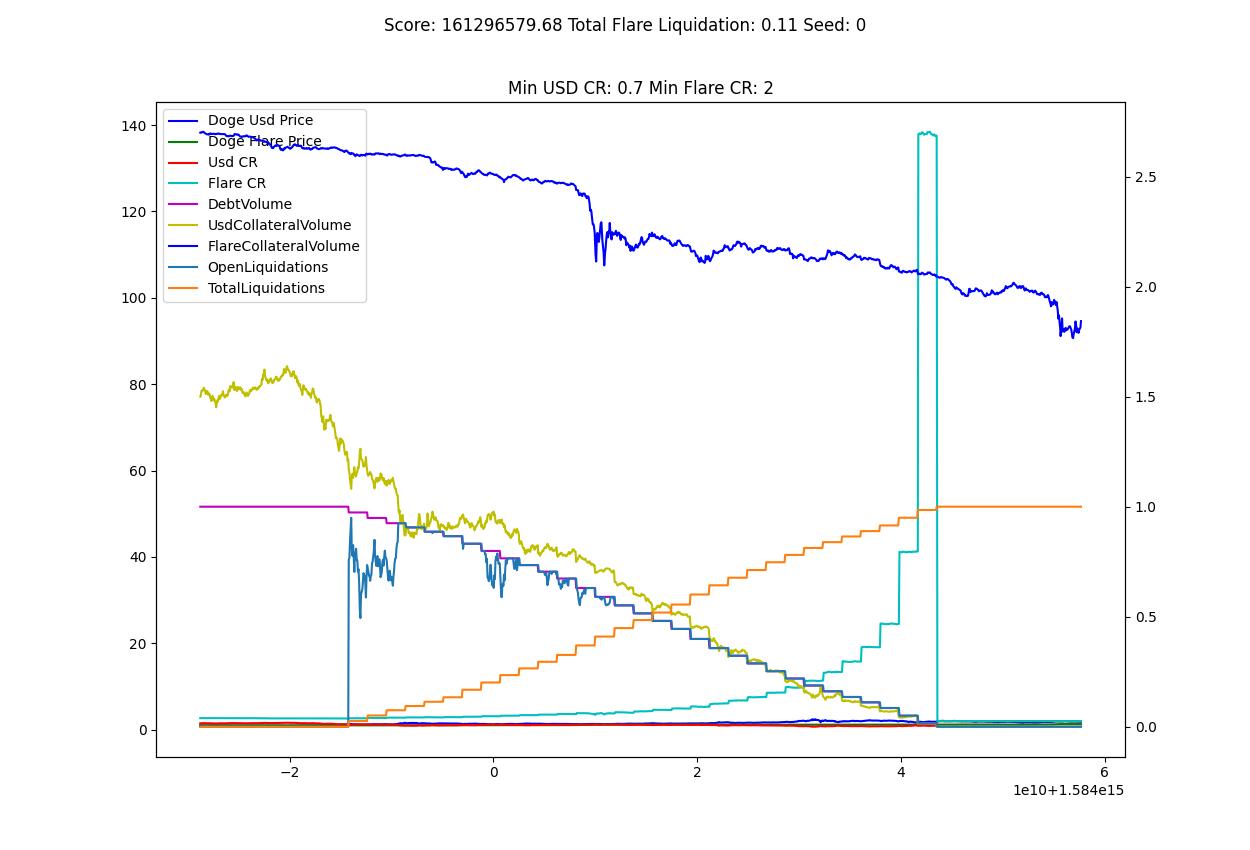 Score: 161296579.68 Total Flare Liquidation: 0.11 Seed: 0
Min USD CR: 0.7 Min Flare CR: 2
Doge Usd Price
Doge Flare Price
Usd CR
Flare CR
DebtVolume
UsdCollateralVolume
FlareCollateralVolume
OpenLiquidations
TotalLiquidations
140
120
100
80
60
40
20
0
2.5
2.0
1.5
1.0
0.5
0.0
−2
0
2
4
6
1e10+1.584e15